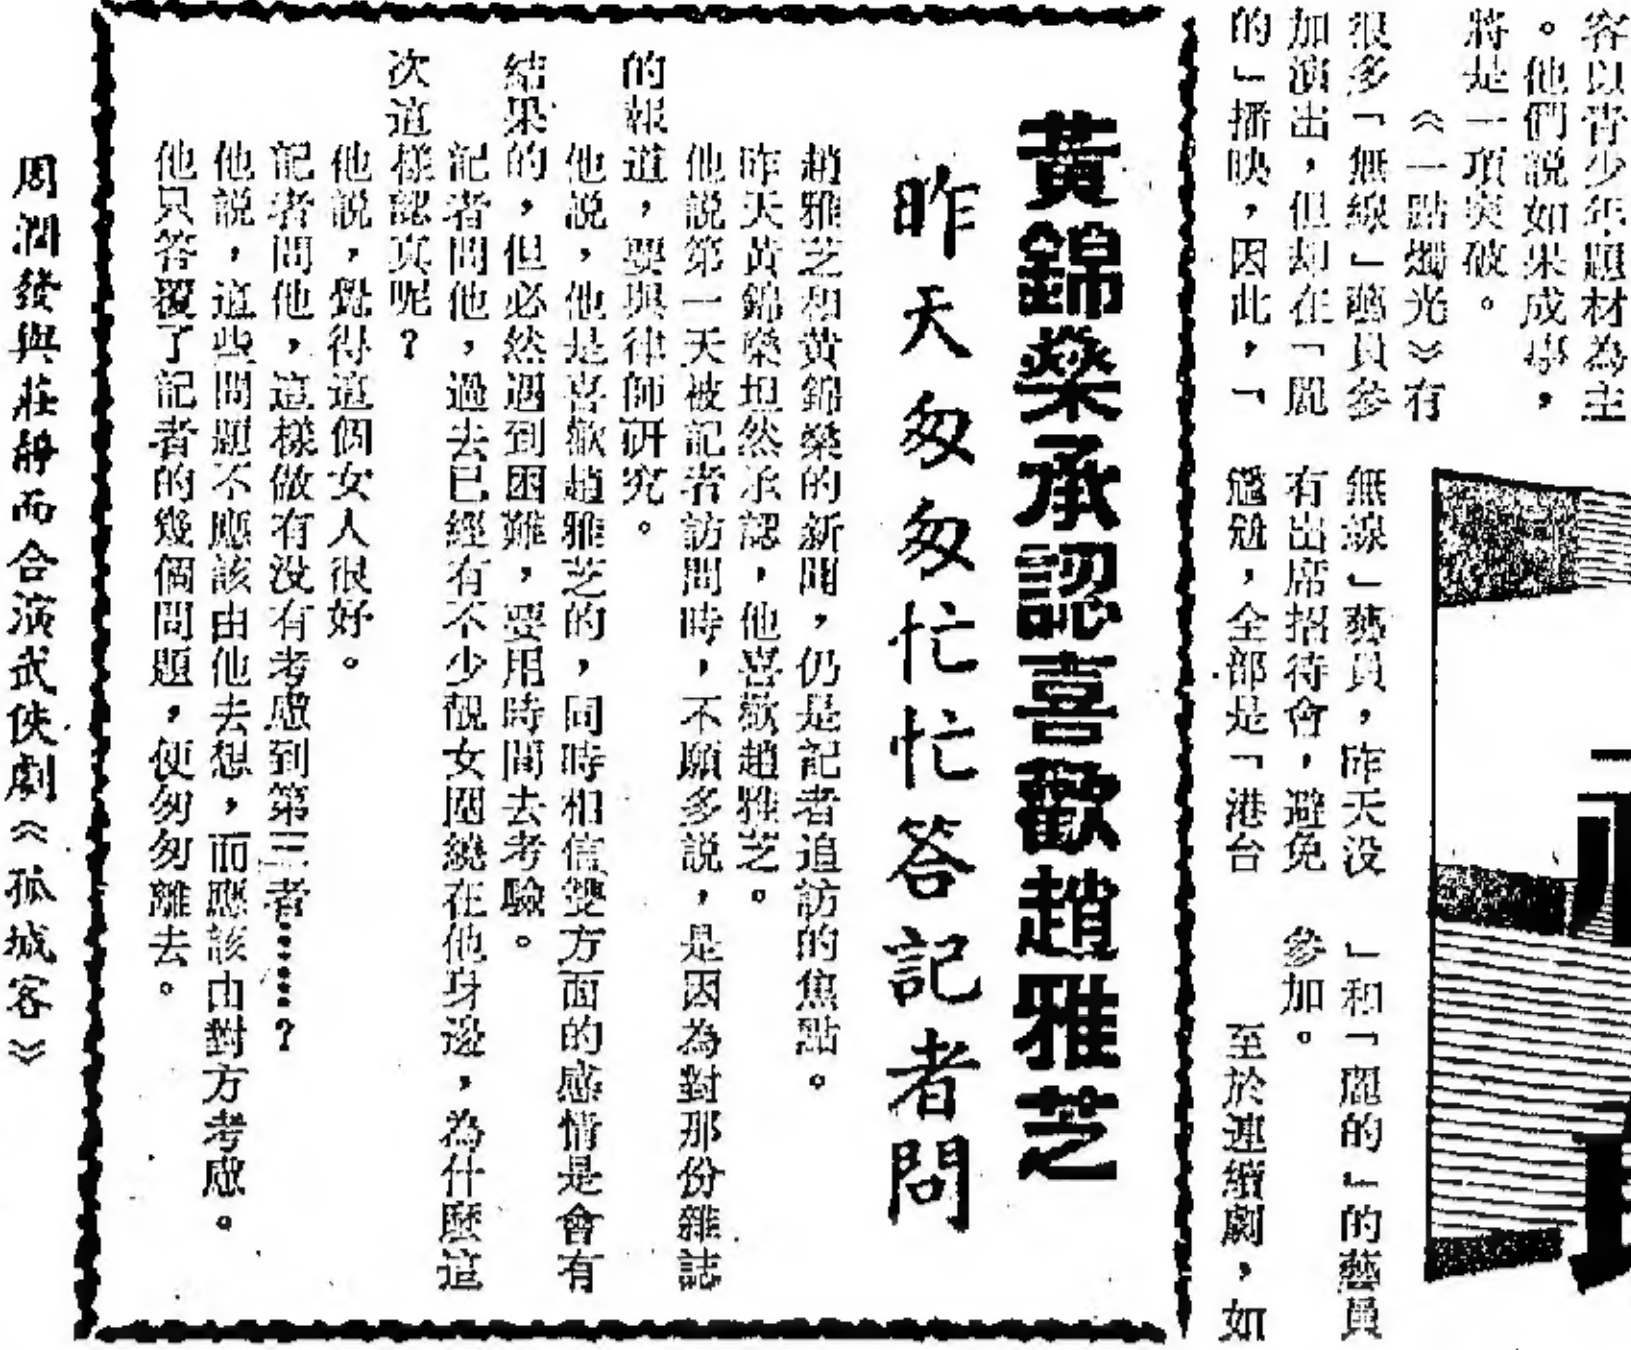 客以青少年題材為主
。他們説如果成事，
將是一項突破。
《一點燭光》有
很多「無線」藝員參
加演出，但却在「麗
的」播映，因此，「
無線」藝員，昨天没
有出席招待會，避免
尷尬，全部是「港台
」和「麗的」的藝員
參加。
至於連續劇，如
黃錦燊承認喜歡趙雅芝
昨天匆匆忙忙答記者問
趙雅芝和黄錦燊的新聞，仍是記者追訪的焦點。
昨天黄錦燊坦然承認，他喜歡趙雅芝。
他説第一天被記者訪問時，不願多説，是因為對那份雜誌
的報道，要與律師研究。
他説，他是喜歡趙雅芝的，同時相信雙方面的感情是會有
結果的，但必然遇到困難，要用時間去考驗。
記者問他，過去已經有不少靚女圍繞在他身邊，為什麼這
次這樣認真呢？
他説，覺得這個女人很好。
記者問他，這樣做有没有考慮到第三者………？
他説，這些問題不應該由他去想，而應該由對方考慮。
他只答覆了記者的幾個問題，便匆匆離去。
周潤發與莊靜而合演武俠劇《孤城客》